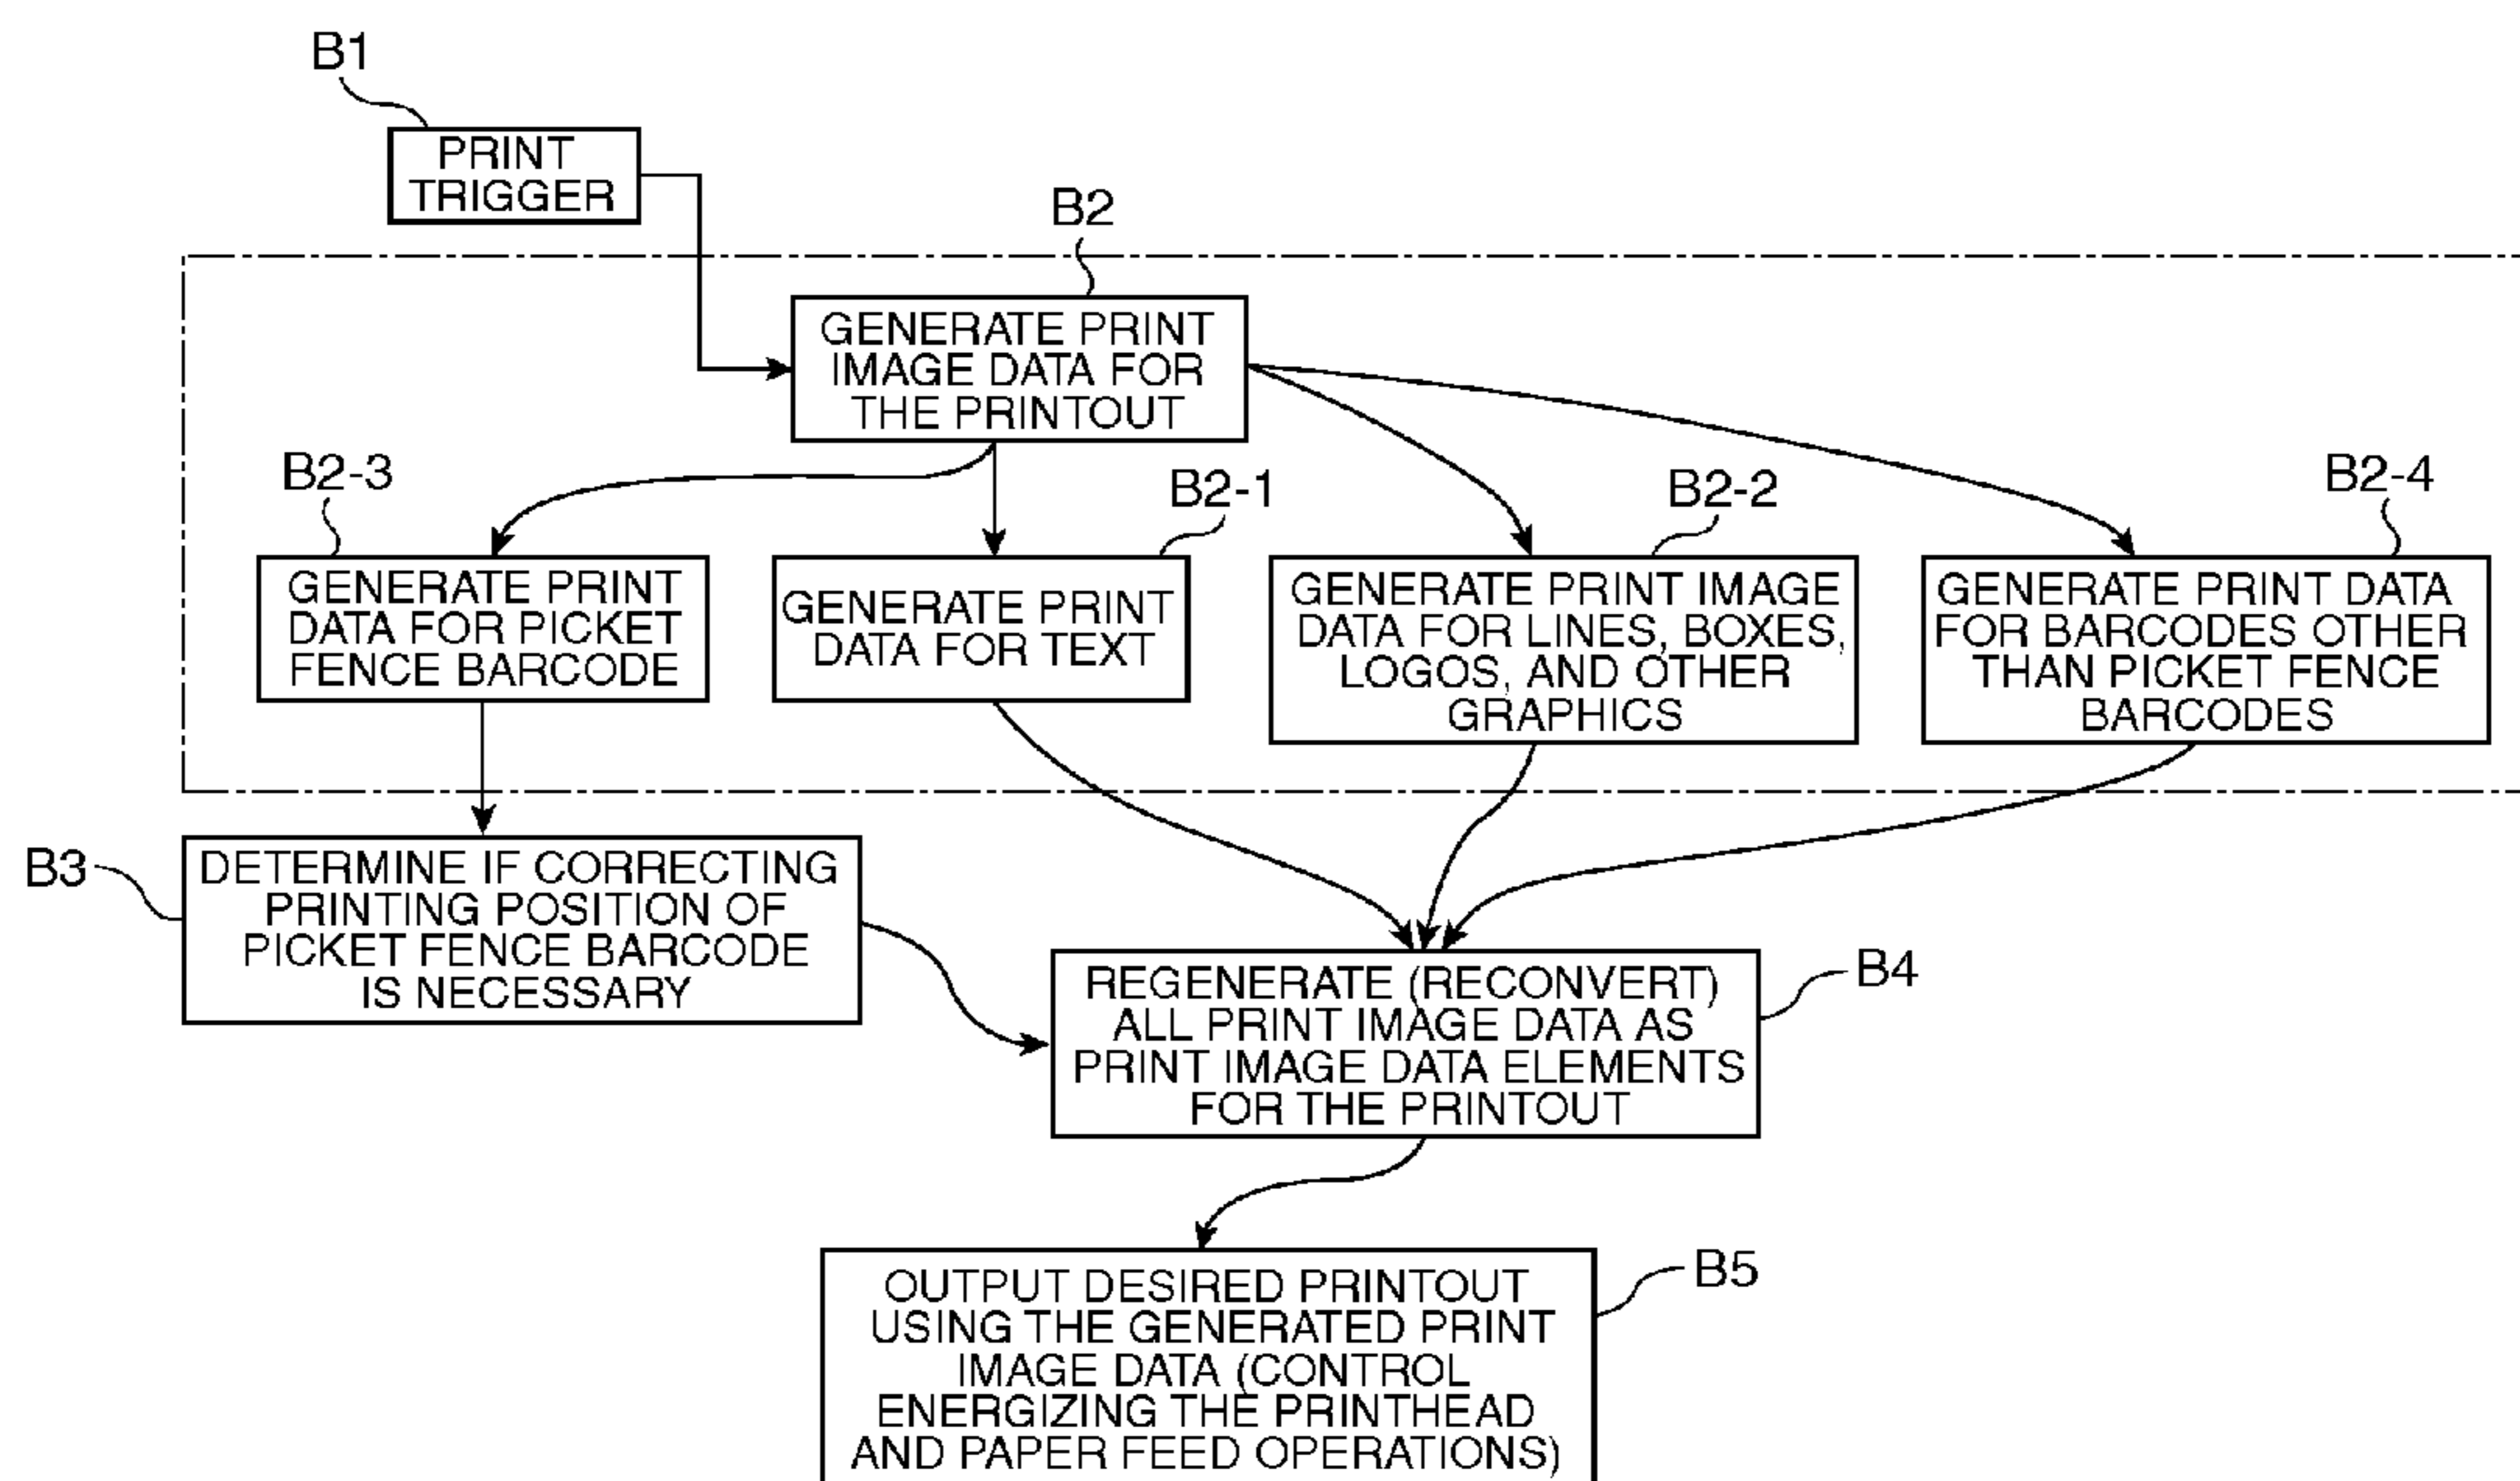 B1
PRINT
TRIGGER
B2
GENERATE PRINT
IMAGE DATA FOR
THE PRINTOUT
B2-3
GENERATE PRINT
DATA FOR PICKET
FENCE BARCODE
B2-1
GENERATE PRINT
DATA FOR TEXT
B2-2
GENERATE PRINT IMAGE
DATA FOR LINES, BOXES,
LOGOS, AND OTHER
GRAPHICS
B2-4
GENERATE PRINT DATA
FOR BARCODES OTHER
THAN PICKET FENCE
BARCODES
B3
DETERMINE IF CORRECTING
PRINTING POSITION OF
PICKET FENCE BARCODE
IS NECESSARY
B4
REGENERATE (RECONVERT)
ALL PRINT IMAGE DATA AS
PRINT IMAGE DATA ELEMENTS
FOR THE PRINTOUT
B5
OUTPUT DESIRED PRINTOUT
USING THE GENERATED PRINT
IMAGE DATA (CONTROL
ENERGIZING THE PRINTHEAD
AND PAPER FEED OPERATIONS)